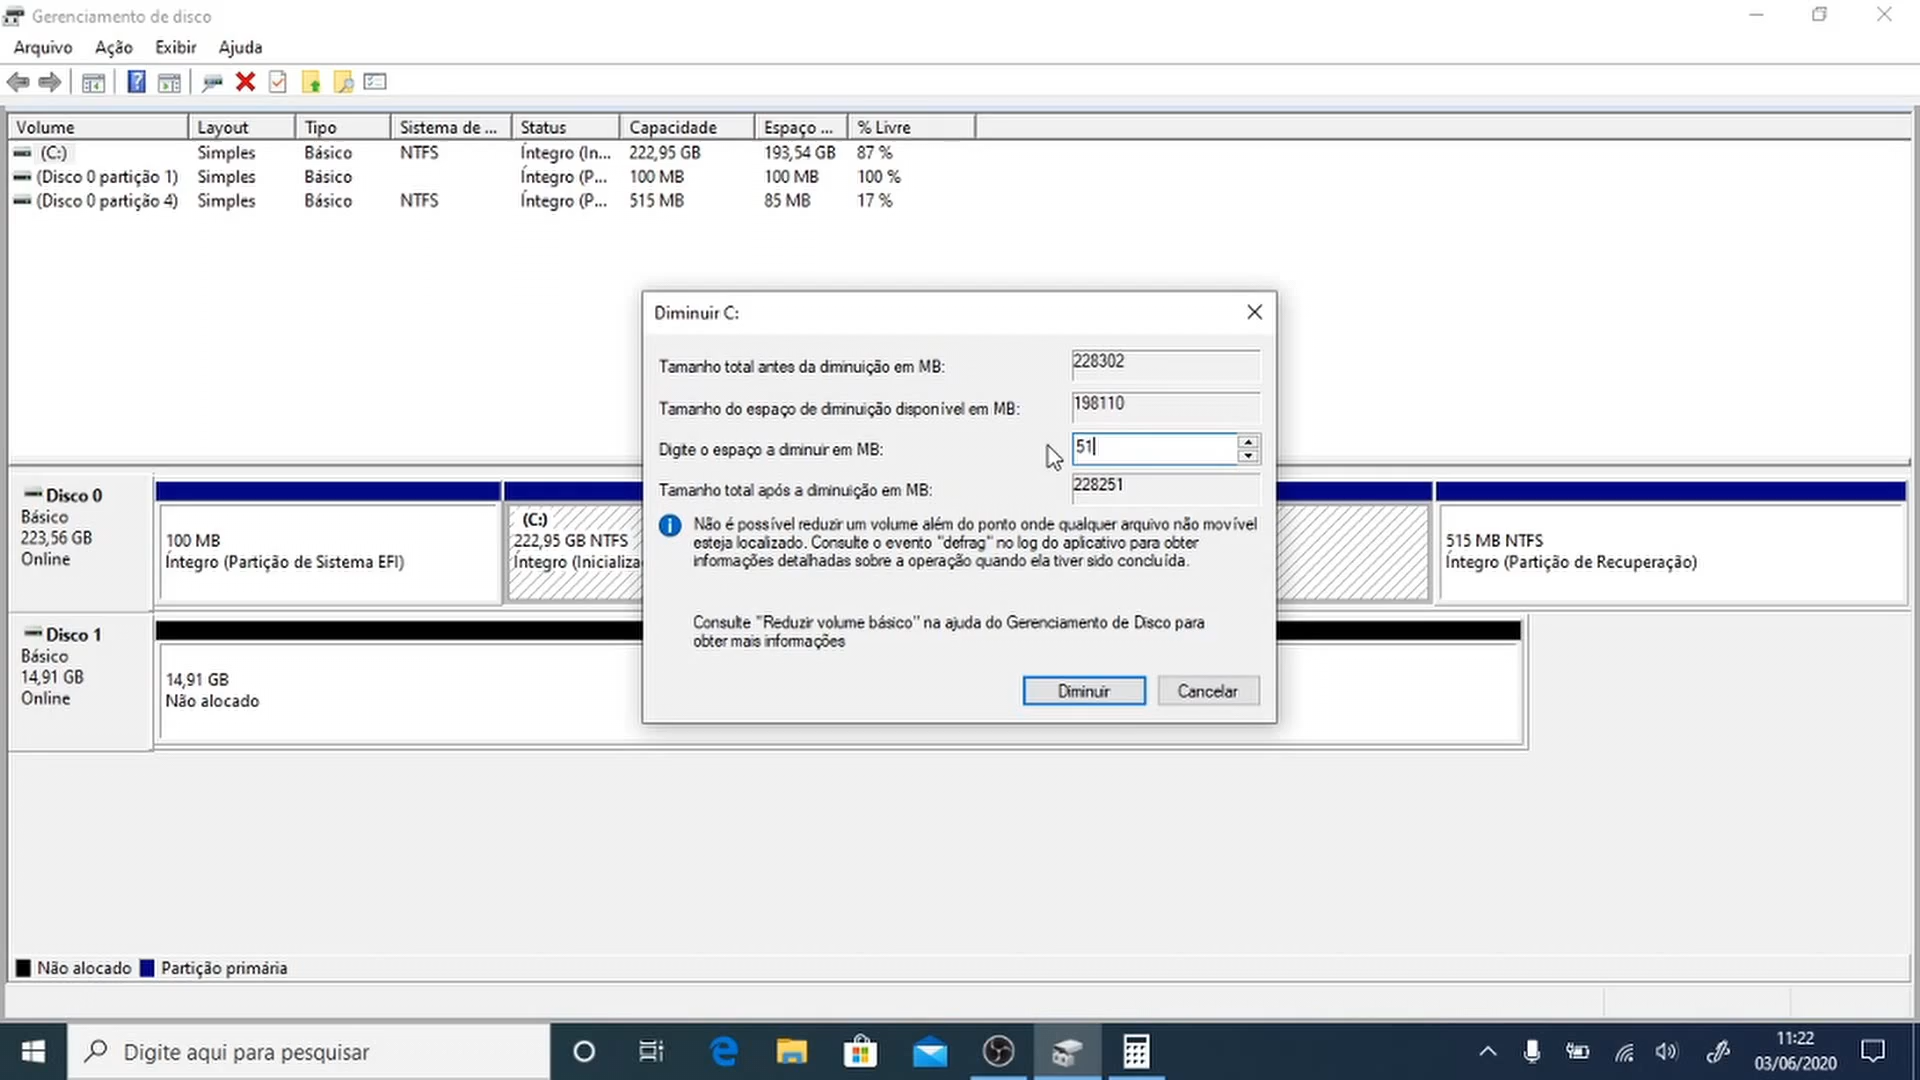 Gerenciamento de disco
Arquivo Ação Exibir Ajuda
Volume Layout Tipo Sistema de ... Status Capacidade Espaço ... % Livre
(C:) Simples Básico NTFS Íntegro (In... 222,95 GB 193,54 GB 87 %
(Disco 0 partição 1) Simples Básico Íntegro (P... 100 MB 100 MB 100 %
(Disco 0 partição 4) Simples Básico NTFS Íntegro (P... 515 MB 85 MB 17 %
Diminuir C:
Tamanho total antes da diminuição em MB: 228302
Tamanho do espaço de diminuição disponível em MB: 198110
Digite o espaço a diminuir em MB: 51
Tamanho total após a diminuição em MB: 228251
Não é possível reduzir um volume além do ponto onde qualquer arquivo não movível
esteja localizado. Consulte o evento "defrag" no log do aplicativo para obter
informações detalhadas sobre a operação quando ela tiver sido concluída.
Consulte "Reduzir volume básico" na ajuda do Gerenciamento de Disco para
obter mais informações
Diminuir Cancelar
Disco 0
Básico
223,56 GB
Online
100 MB
Íntegro (Partição de Sistema EFI)
(C:)
222,95 GB NTFS
Íntegro (Inicializa
515 MB NTFS
Íntegro (Partição de Recuperação)
Disco 1
Básico
14,91 GB
Online
14,91 GB
Não alocado
Não alocado Partição primária
Digite aqui para pesquisar
11:22
03/06/2020